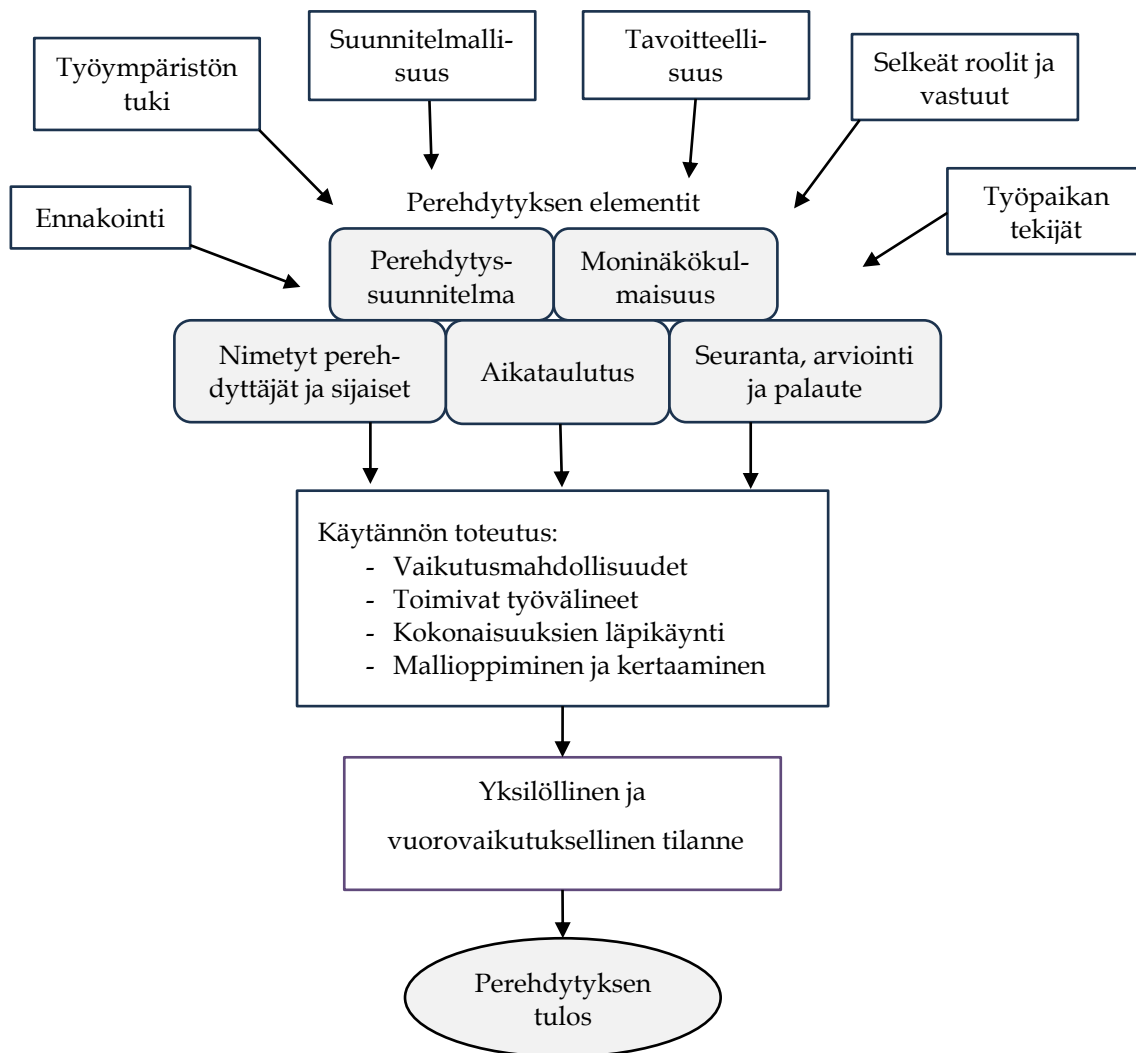 Työympäristön
tuki
Suunnitelmalli-
suus
Tavoitteelli-
suus
Selkeät roolit ja
vastuut
Ennakointi
Työpaikan
tekijät
Perehdytyksen elementit
Perehdytys-
suunnitelma
Moninäkökul-
maisuus
Nimetyt pereh-
dyttäjät ja sijaiset
Aikataulutus
Seuranta, arviointi
ja palaute
Käytännön toteutus:
- Vaikutusmahdollisuudet
- Toimivat työvälineet
- Kokonaisuuksien läpikäynti
- Mallioppiminen ja kertaaminen
Yksilöllinen ja
vuorovaikutuksellinen tilanne
Perehdytyksen
tulos